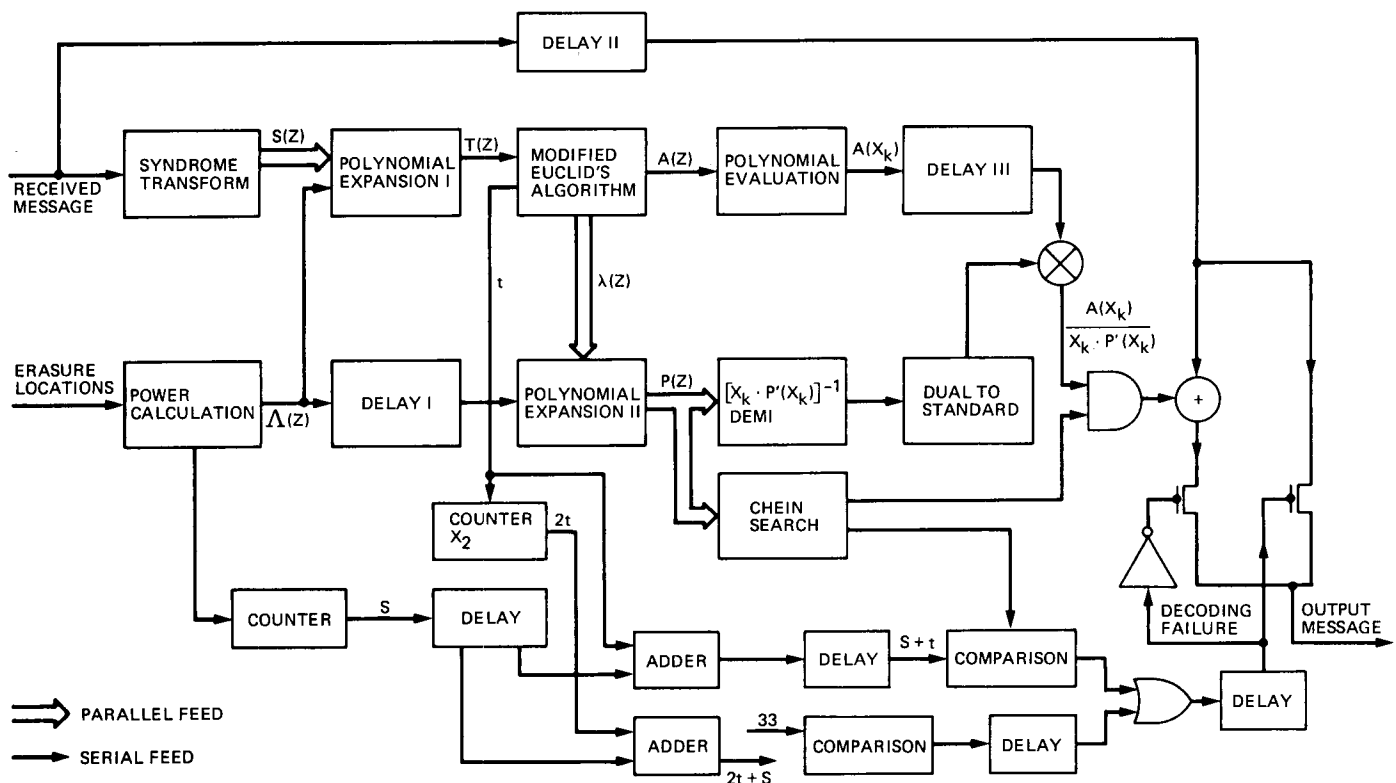 DELAY II
SYNDROME
TRANSFORM
S(Z)
POLYNOMIAL
EXPANSION I
T(Z)
MODIFIED
EUCLID'S
ALGORITHM
A(Z)
POLYNOMIAL
EVALUATION
A(X_k)
DELAY III
RECEIVED
MESSAGE
t
λ(Z)
A(X_k)
X_k · P'(X_k)
ERASURE
LOCATIONS
POWER
CALCULATION
Λ(Z)
DELAY I
POLYNOMIAL
EXPANSION II
P(Z)
[X_k · P'(X_k)]^-1
DEMI
DUAL TO
STANDARD
+
CHEIN
SEARCH
COUNTER
X_2
2t
COUNTER
S
DELAY
DECODING
FAILURE
OUTPUT
MESSAGE
ADDER
DELAY
S + t
COMPARISON
DELAY
PARALLEL FEED
SERIAL FEED
ADDER
2t + S
33
COMPARISON
DELAY